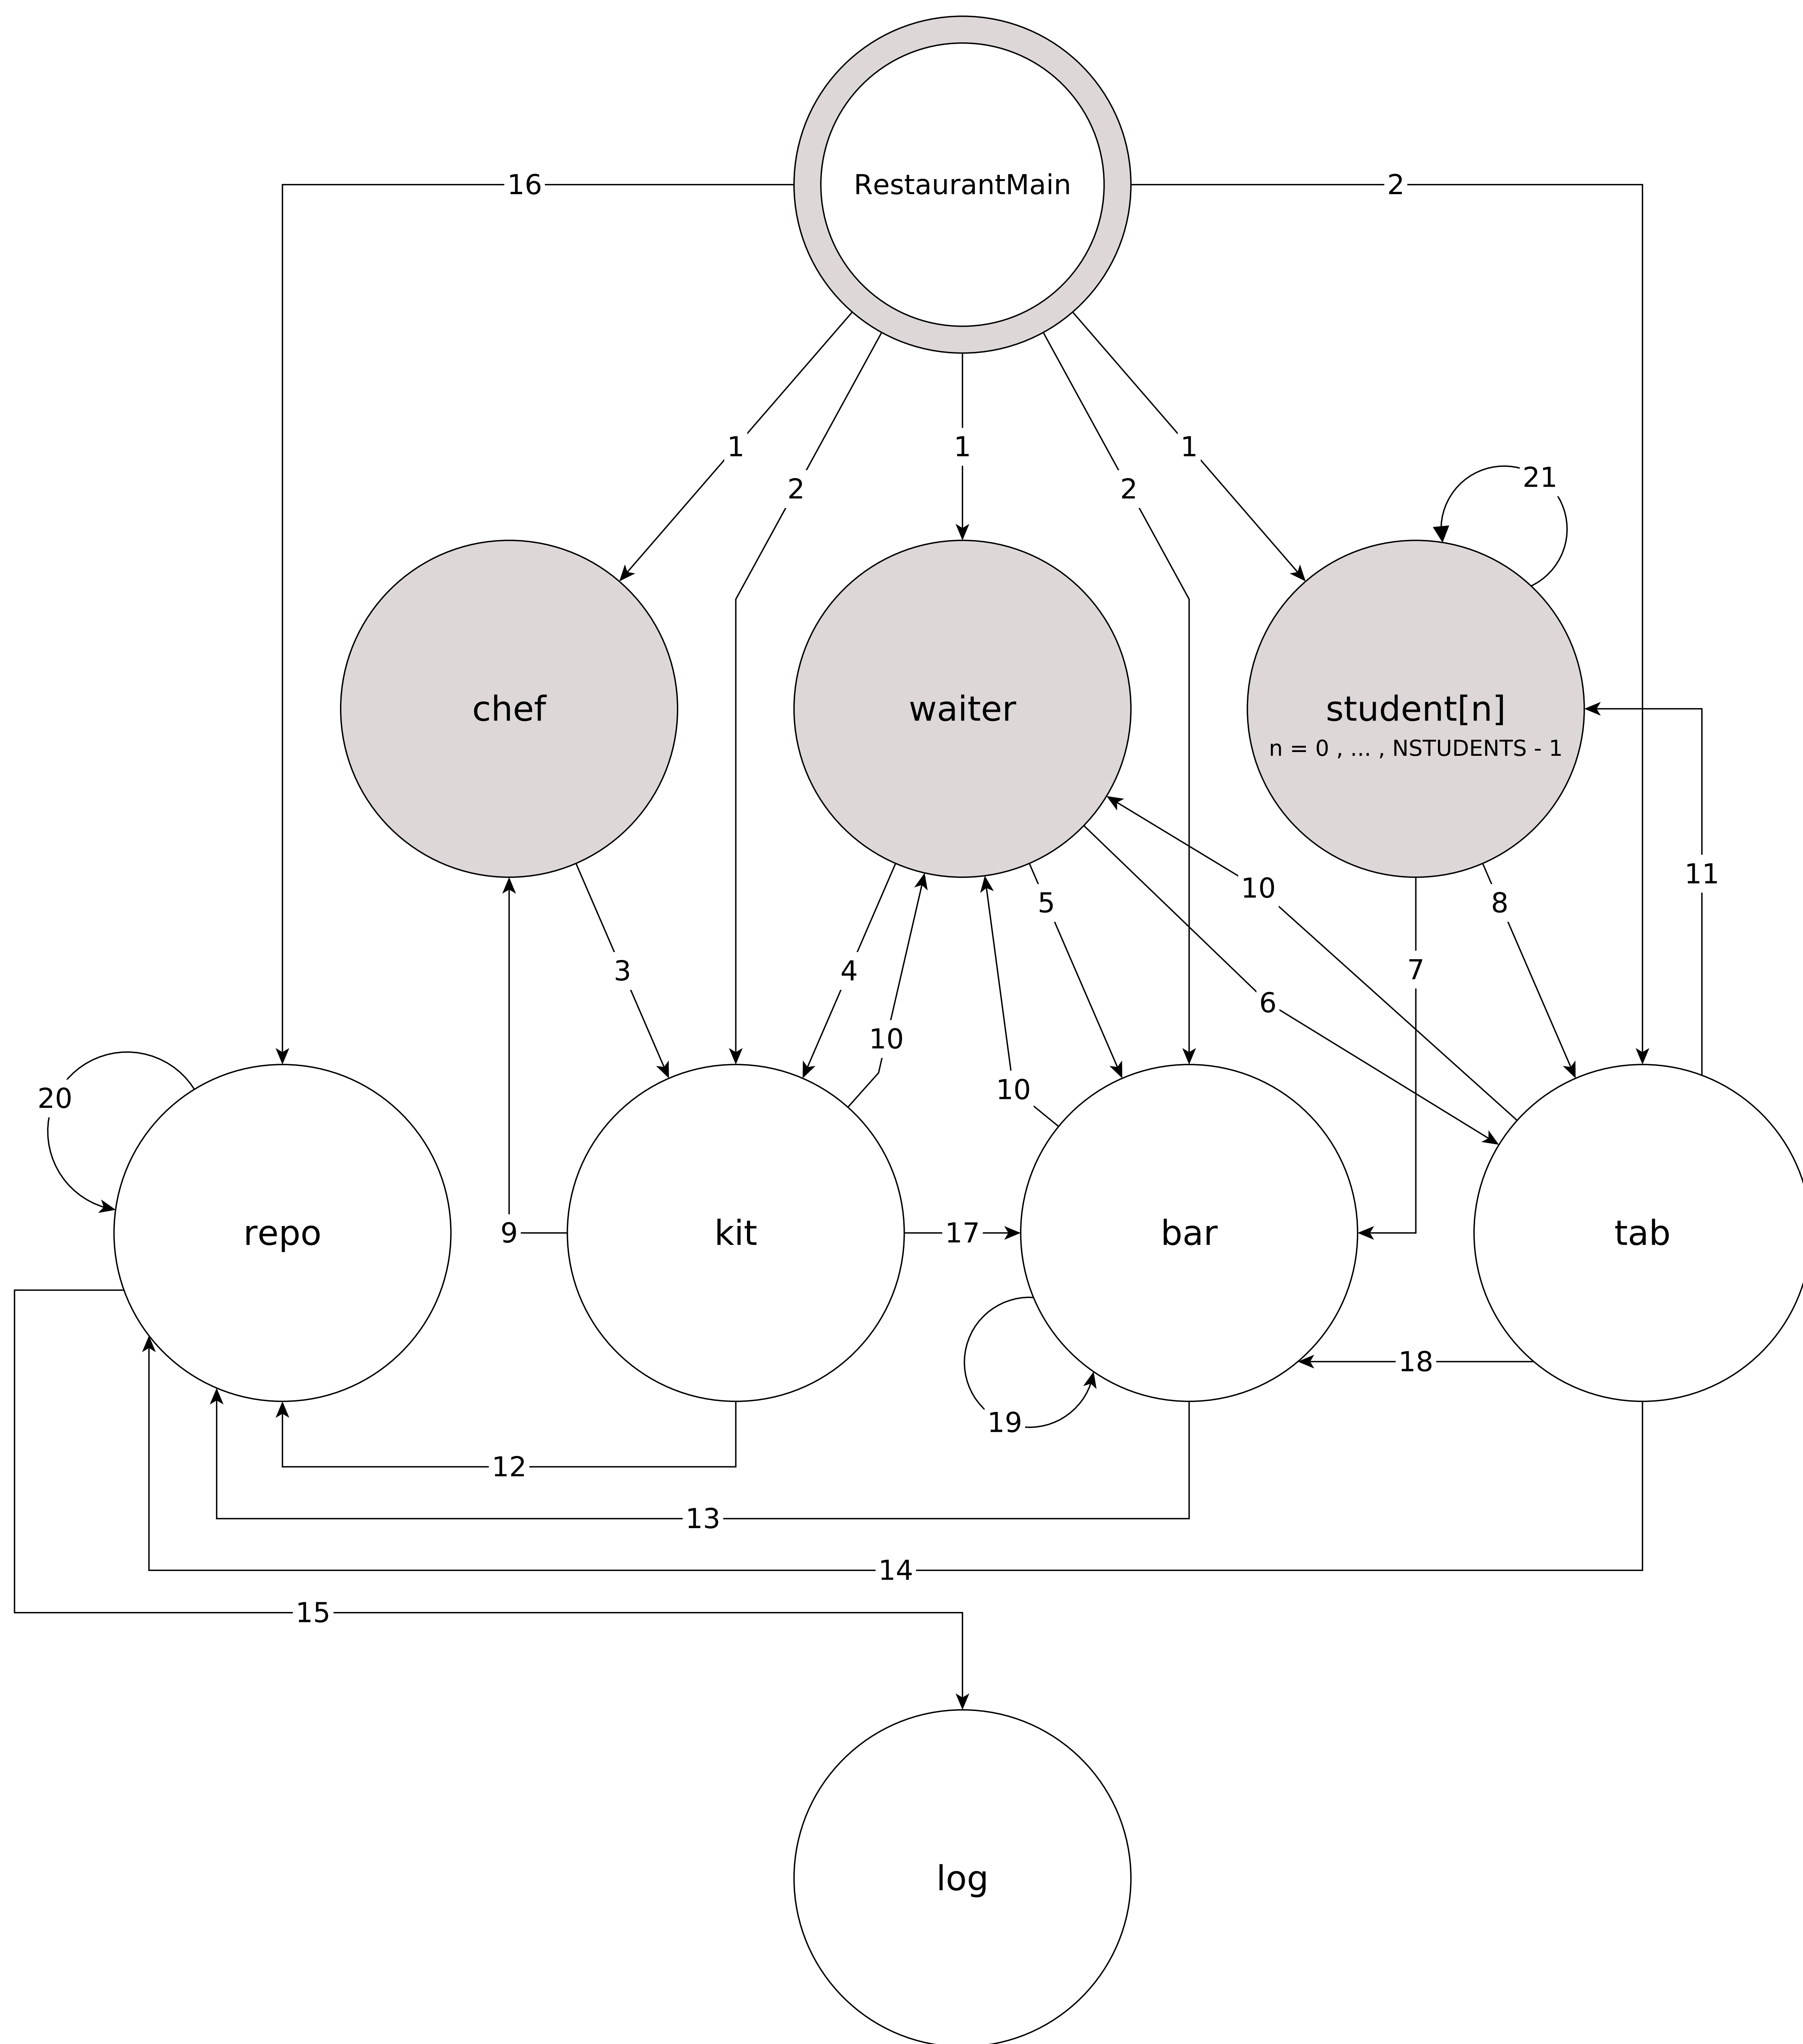 RestaurantMain
16
2
1
1
1
2
2
21
chef
waiter
student[n]
n = 0 , ... , NSTUDENTS - 1
11
10
5
8
3
4
7
6
10
10
20
repo
9
kit
17
bar
tab
18
19
12
13
14
15
log